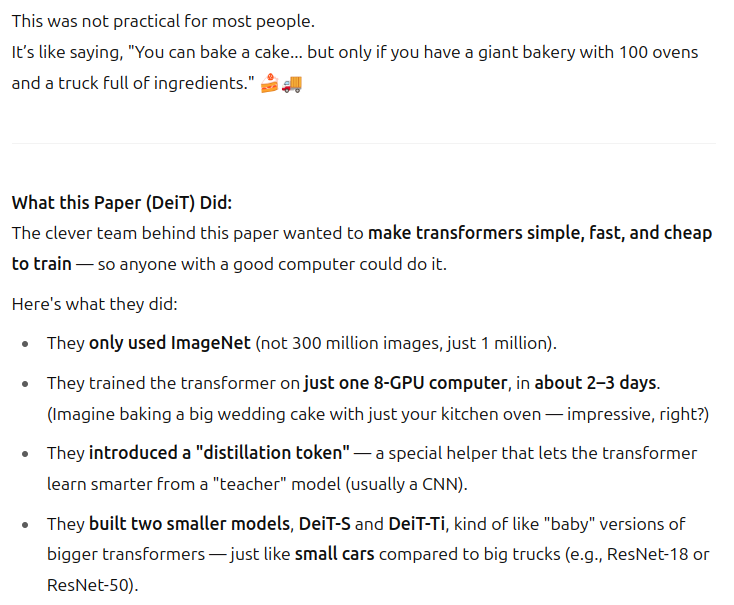 This was not practical for most people.
It’s like saying, "You can bake a cake... but only if you have a giant bakery with 100 ovens
and a truck full of ingredients." 🍰🚚
What this Paper (DeiT) Did:
The clever team behind this paper wanted to make transformers simple, fast, and cheap
to train — so anyone with a good computer could do it.
Here's what they did:
• They only used ImageNet (not 300 million images, just 1 million).
• They trained the transformer on just one 8-GPU computer, in about 2–3 days.
(Imagine baking a big wedding cake with just your kitchen oven — impressive, right?)
• They introduced a "distillation token" — a special helper that lets the transformer
learn smarter from a "teacher" model (usually a CNN).
• They built two smaller models, DeiT-S and DeiT-Ti, kind of like "baby" versions of
bigger transformers — just like small cars compared to big trucks (e.g., ResNet-18 or
ResNet-50).